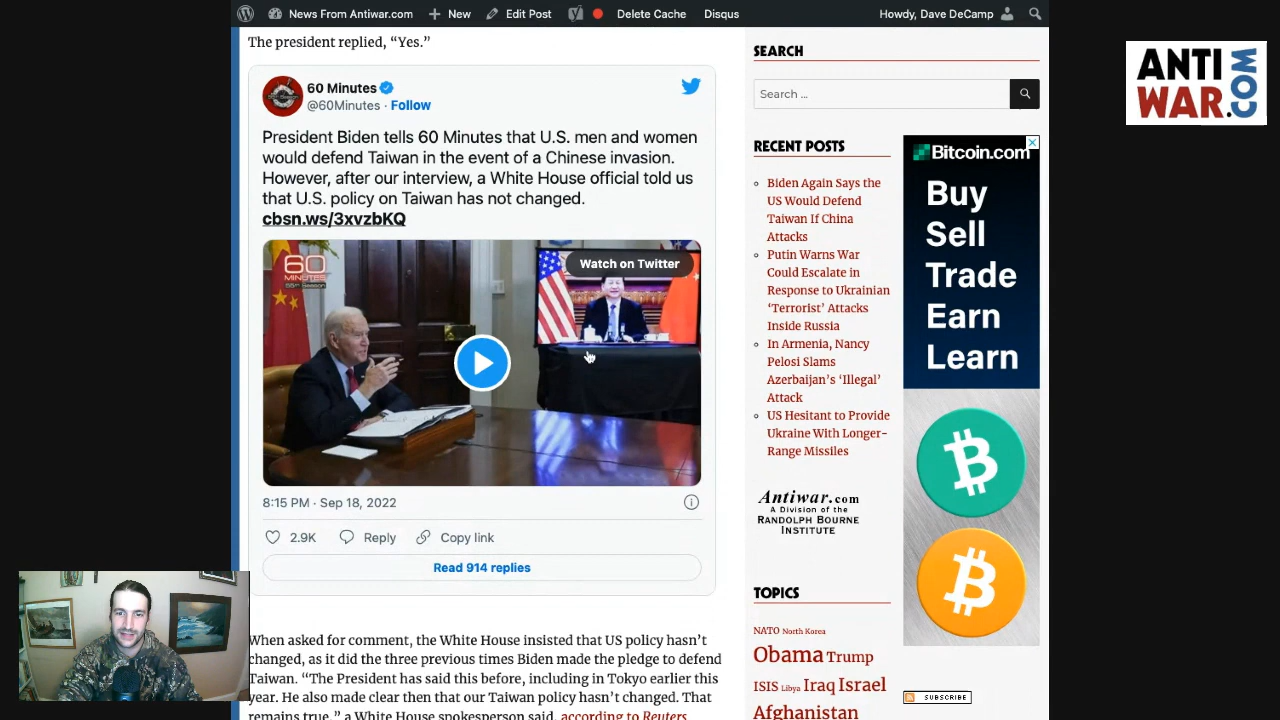 News From Antiwar.com
New
Edit Post
Delete Cache
Disqus
Howdy, Dave DeCamp
The president replied, “Yes.”
60 Minutes
@60Minutes · Follow
President Biden tells 60 Minutes that U.S. men and women
would defend Taiwan in the event of a Chinese invasion.
However, after our interview, a White House official told us
that U.S. policy on Taiwan has not changed.
cbsn.ws/3xvzbKQ
60
MINUTES
Watch on Twitter
8:15 PM · Sep 18, 2022
2.9K
Reply
Copy link
Read 914 replies
When asked for comment, the White House insisted that US policy hasn’t
changed, as it did the three previous times Biden made the pledge to defend
Taiwan. “The President has said this before, including in Tokyo earlier this
year. He also made clear then that our Taiwan policy hasn’t changed. That
remains true,” a White House spokesperson said, according to Reuters.
SEARCH
Search ...
RECENT POSTS
Biden Again Says the
US Would Defend
Taiwan If China
Attacks
Putin Warns War
Could Escalate in
Response to Ukrainian
‘Terrorist’ Attacks
Inside Russia
In Armenia, Nancy
Pelosi Slams
Azerbaijan’s ‘Illegal’
Attack
US Hesitant to Provide
Ukraine With Longer-
Range Missiles
Antiwar.com
A Division of the
RANDOLPH BOURNE
INSTITUTE
TOPICS
NATO North Korea
Obama Trump
ISIS Libya Iraq Israel
Afghanistan
Bitcoin.com
Buy
Sell
Trade
Earn
Learn
SUBSCRIBE
ANTI
WAR.COM